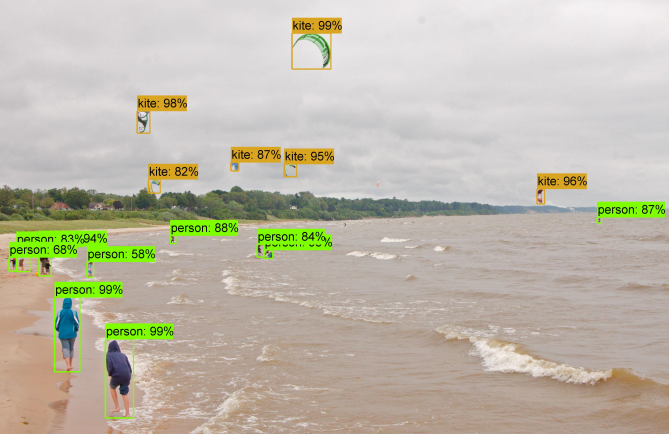 kite: 99%
kite: 98%
kite: 87%
kite: 95%
kite: 82%
kite: 96%
person: 87%
person: 88%
person: 83%
94%
person: 84%
person: 68%
person: 58%
person: 99%
person: 99%